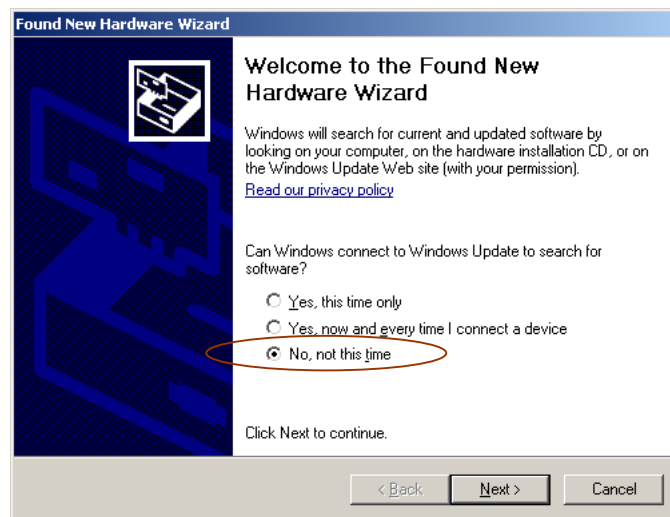 Found New Hardware Wizard
Welcome to the Found New
Hardware Wizard
Windows will search for current and updated software by
looking on your computer, on the hardware installation CD, or on
the Windows Update Web site (with your permission).
Read our privacy policy
Can Windows connect to Windows Update to search for
software?
Yes, this time only
Yes, now and every time I connect a device
No, not this time
Click Next to continue.
< Back Next > Cancel